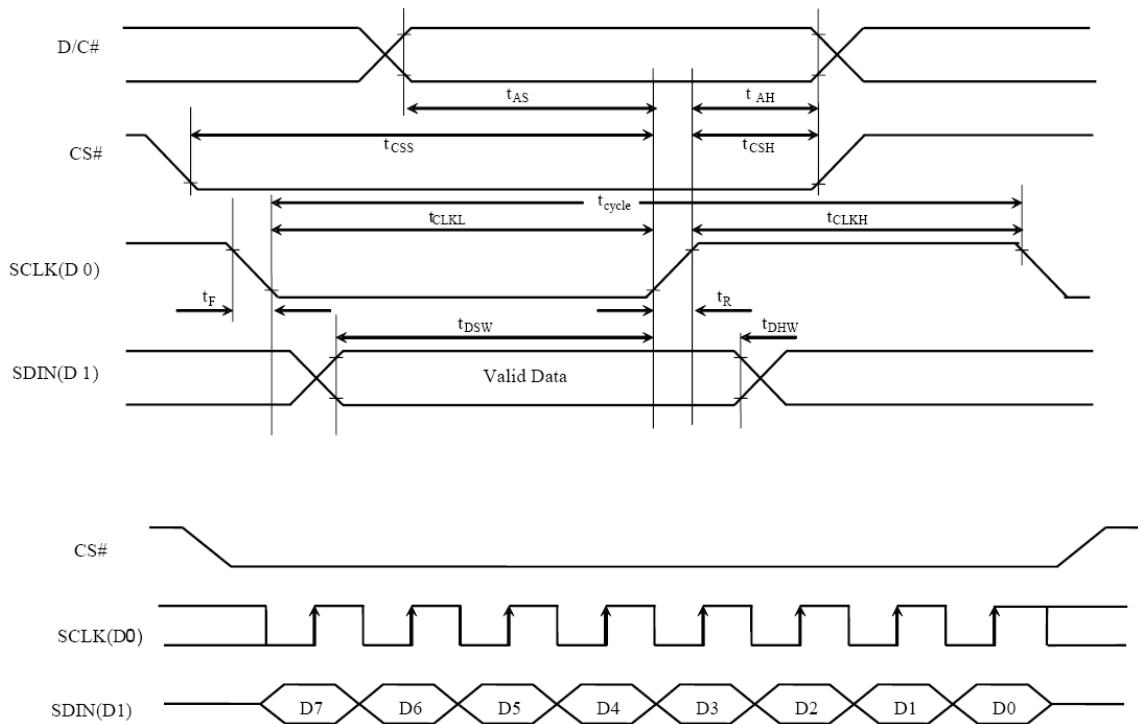 D/C#
tAS
t AH
CS#
tCSS
tCSH
tcycle
tCLKL
tCLKH
SCLK(D 0)
tF
tR
tDSW
tDHW
SDIN(D 1)
Valid Data
CS#
SCLK(D0)
SDIN(D1)
D7 D6 D5 D4 D3 D2 D1 D0